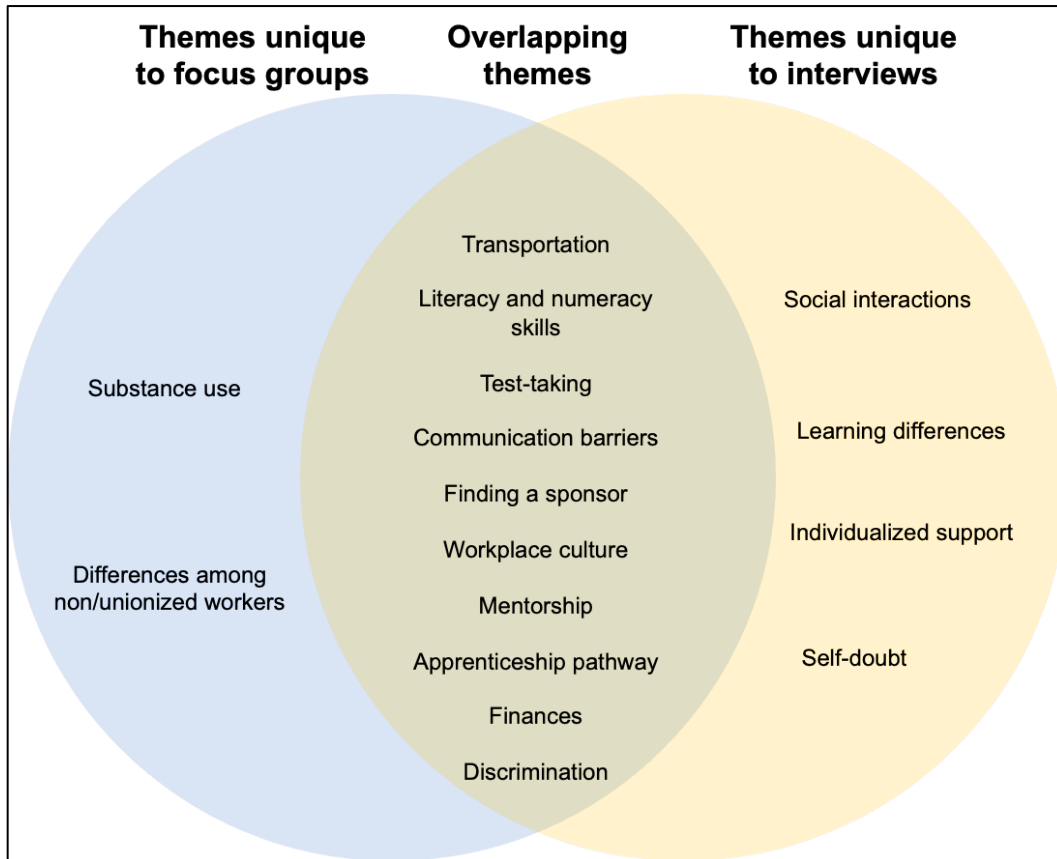 Themes unique
to focus groups
Overlapping
themes
Themes unique
to interviews
Substance use
Differences among
non/unionized workers
Transportation
Literacy and numeracy
skills
Test-taking
Communication barriers
Finding a sponsor
Workplace culture
Mentorship
Apprenticeship pathway
Finances
Discrimination
Social interactions
Learning differences
Individualized support
Self-doubt